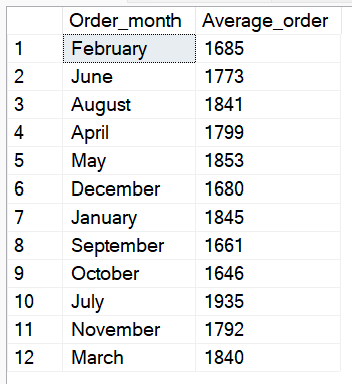 Order_month Average_order
1 February 1685
2 June 1773
3 August 1841
4 April 1799
5 May 1853
6 December 1680
7 January 1845
8 September 1661
9 October 1646
10 July 1935
11 November 1792
12 March 1840